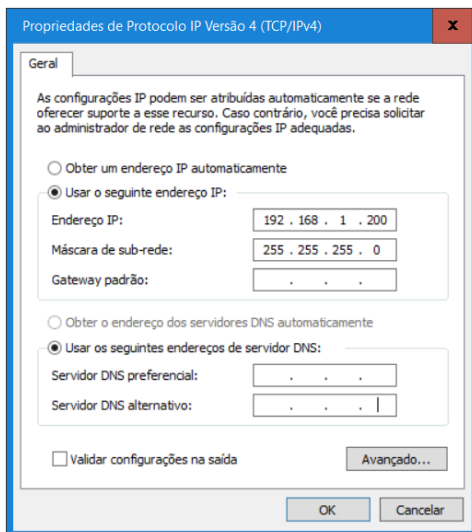 Propriedades de Protocolo IP Versão 4 (TCP/IPv4)
x
Geral
As configurações IP podem ser atribuídas automaticamente se a rede
oferecer suporte a esse recurso. Caso contrário, você precisa solicitar
ao administrador de rede as configurações IP adequadas.
Obter um endereço IP automaticamente
Usar o seguinte endereço IP:
Endereço IP: 192 . 168 . 1 . 200
Máscara de sub-rede: 255 . 255 . 255 . 0
Gateway padrão: . . .
Obter o endereço dos servidores DNS automaticamente
Usar os seguintes endereços de servidor DNS:
Servidor DNS preferencial: . . .
Servidor DNS alternativo: . . .
Validar configurações na saída
Avançado...
OK Cancelar